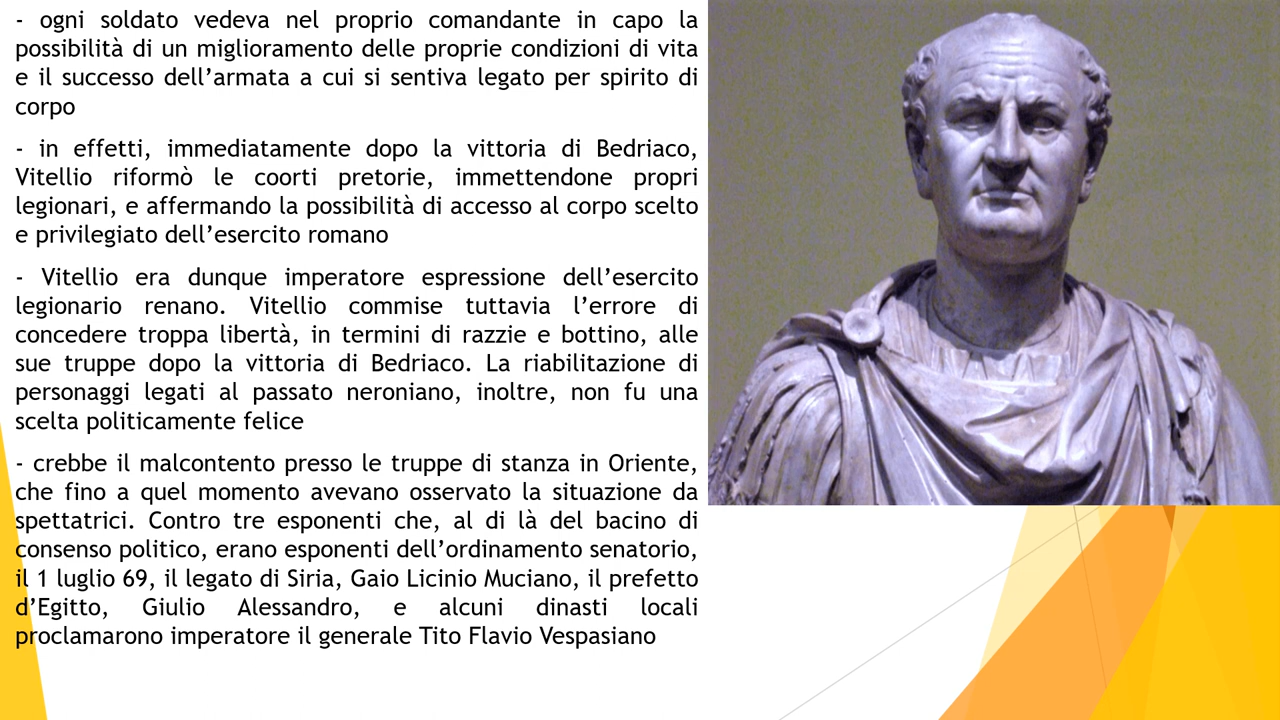 - ogni soldato vedeva nel proprio comandante in capo la
possibilità di un miglioramento delle proprie condizioni di vita
e il successo dell’armata a cui si sentiva legato per spirito di
corpo
- in effetti, immediatamente dopo la vittoria di Bedriaco,
Vitellio riformò le coorti pretorie, immettendone propri
legionari, e affermando la possibilità di accesso al corpo scelto
e privilegiato dell’esercito romano
- Vitellio era dunque imperatore espressione dell’esercito
legionario renano. Vitellio commise tuttavia l’errore di
concedere troppa libertà, in termini di razzie e bottino, alle
sue truppe dopo la vittoria di Bedriaco. La riabilitazione di
personaggi legati al passato neroniano, inoltre, non fu una
scelta politicamente felice
- crebbe il malcontento presso le truppe di stanza in Oriente,
che fino a quel momento avevano osservato la situazione da
spettatrici. Contro tre esponenti che, al di là del bacino di
consenso politico, erano esponenti dell’ordinamento senatorio,
il 1 luglio 69, il legato di Siria, Gaio Licinio Muciano, il prefetto
d’Egitto, Giulio Alessandro, e alcuni dinasti locali
proclamarono imperatore il generale Tito Flavio Vespasiano